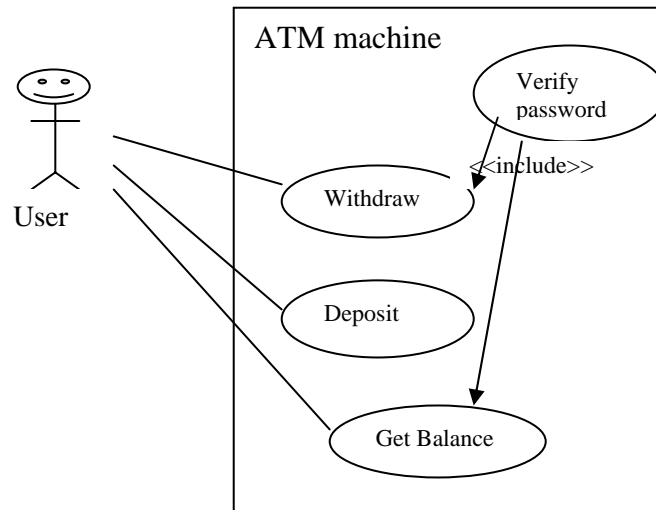 ATM machine
Verify
password
<<include>>
Withdraw
User
Deposit
Get Balance